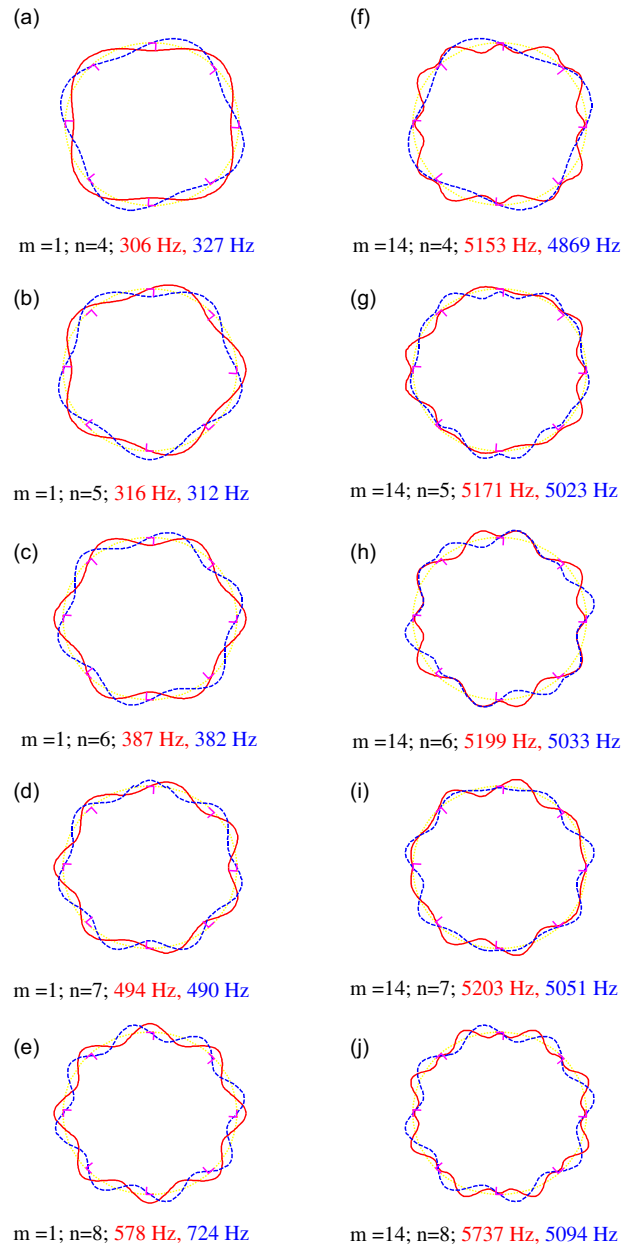 (a)
m =1; n=4; 306 Hz, 327 Hz
(b)
m =1; n=5; 316 Hz, 312 Hz
(c)
m =1; n=6; 387 Hz, 382 Hz
(d)
m =1; n=7; 494 Hz, 490 Hz
(e)
m =1; n=8; 578 Hz, 724 Hz
(f)
m =14; n=4; 5153 Hz, 4869 Hz
(g)
m =14; n=5; 5171 Hz, 5023 Hz
(h)
m =14; n=6; 5199 Hz, 5033 Hz
(i)
m =14; n=7; 5203 Hz, 5051 Hz
(j)
m =14; n=8; 5737 Hz, 5094 Hz